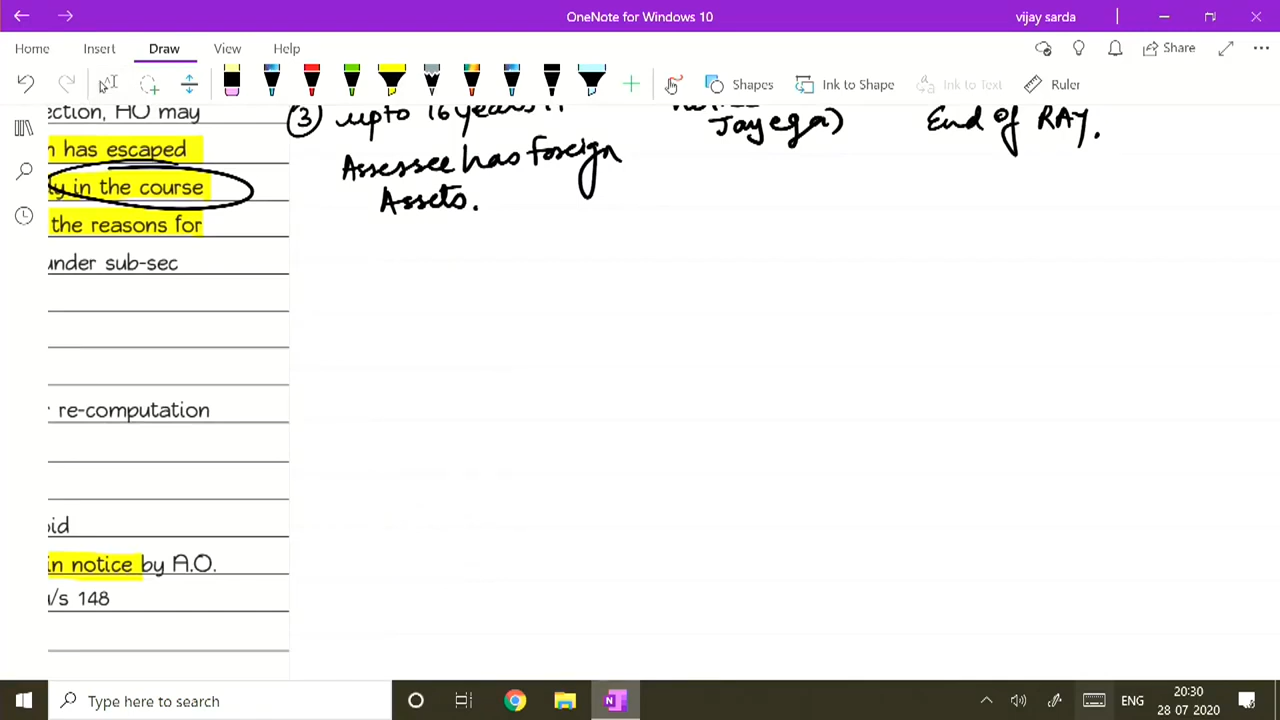 OneNote for Windows 10
vijay sarda
Home Insert Draw View Help
Share
Shapes
Ink to Shape
Ink to Text
Ruler
ection, HO may
n has escaped
y in the course
the reasons for
under sub-sec
r re-computation
oid
in notice by A.O.
u/s 148
(3) upto 16 years if
Assessee has foreign
Assets.
Jayega)
End of RAY.
Type here to search
ENG
20:30
28 07 2020